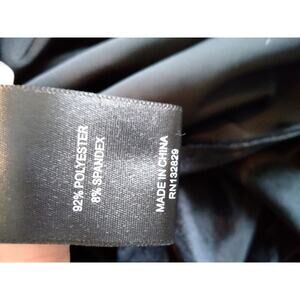 92% POLYESTER
8% SPANDEX
MADE IN CHINA
RN132829